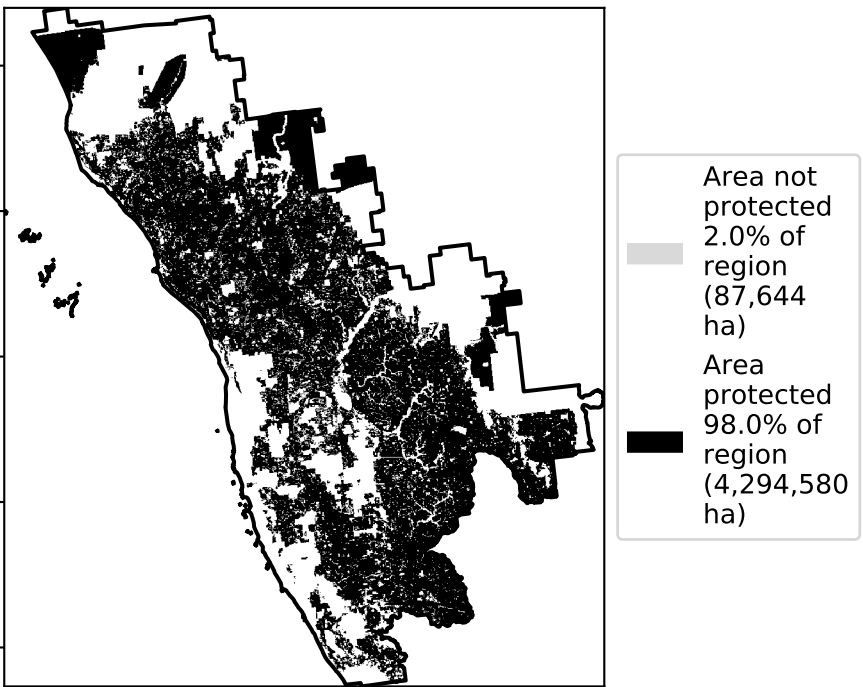 Area not
protected
2.0% of
region
(87,644
ha)
Area
protected
98.0% of
region
(4,294,580
ha)